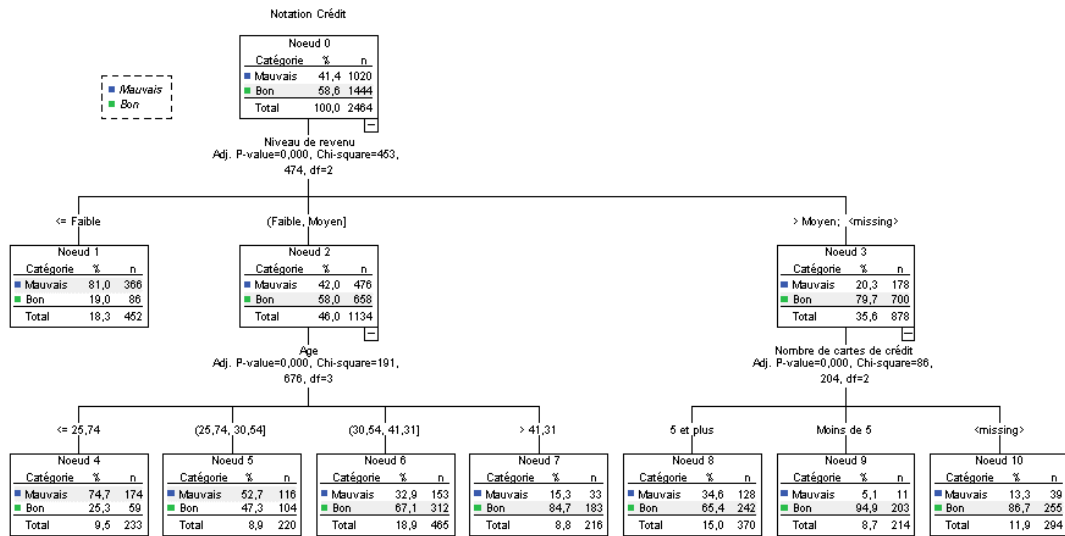 Notation Crédit
Mauvais
Bon
Noeud 0
Catégorie % n
Mauvais 41,4 1020
Bon 58,6 1444
Total 100,0 2464
Niveau de revenu
Adj. P-value=0,000, Chi-square=453,
474, df=2
<= Faible
(Faible, Moyen]
> Moyen; <missing>
Noeud 1
Catégorie % n
Mauvais 81,0 366
Bon 19,0 86
Total 18,3 452
Noeud 2
Catégorie % n
Mauvais 42,0 476
Bon 58,0 658
Total 46,0 1134
Noeud 3
Catégorie % n
Mauvais 20,3 178
Bon 79,7 700
Total 35,6 878
Age
Adj. P-value=0,000, Chi-square=191,
676, df=3
Nombre de cartes de crédit
Adj. P-value=0,000, Chi-square=86,
204, df=2
<= 25,74
(25,74, 30,54]
(30,54, 41,31]
> 41,31
5 et plus
Moins de 5
<missing>
Noeud 4
Catégorie % n
Mauvais 74,7 174
Bon 25,3 59
Total 9,5 233
Noeud 5
Catégorie % n
Mauvais 52,7 116
Bon 47,3 104
Total 8,9 220
Noeud 6
Catégorie % n
Mauvais 32,9 153
Bon 67,1 312
Total 18,9 465
Noeud 7
Catégorie % n
Mauvais 15,3 33
Bon 84,7 183
Total 8,8 216
Noeud 8
Catégorie % n
Mauvais 34,6 128
Bon 65,4 242
Total 15,0 370
Noeud 9
Catégorie % n
Mauvais 5,1 11
Bon 94,9 203
Total 8,7 214
Noeud 10
Catégorie % n
Mauvais 13,3 39
Bon 86,7 255
Total 11,9 294